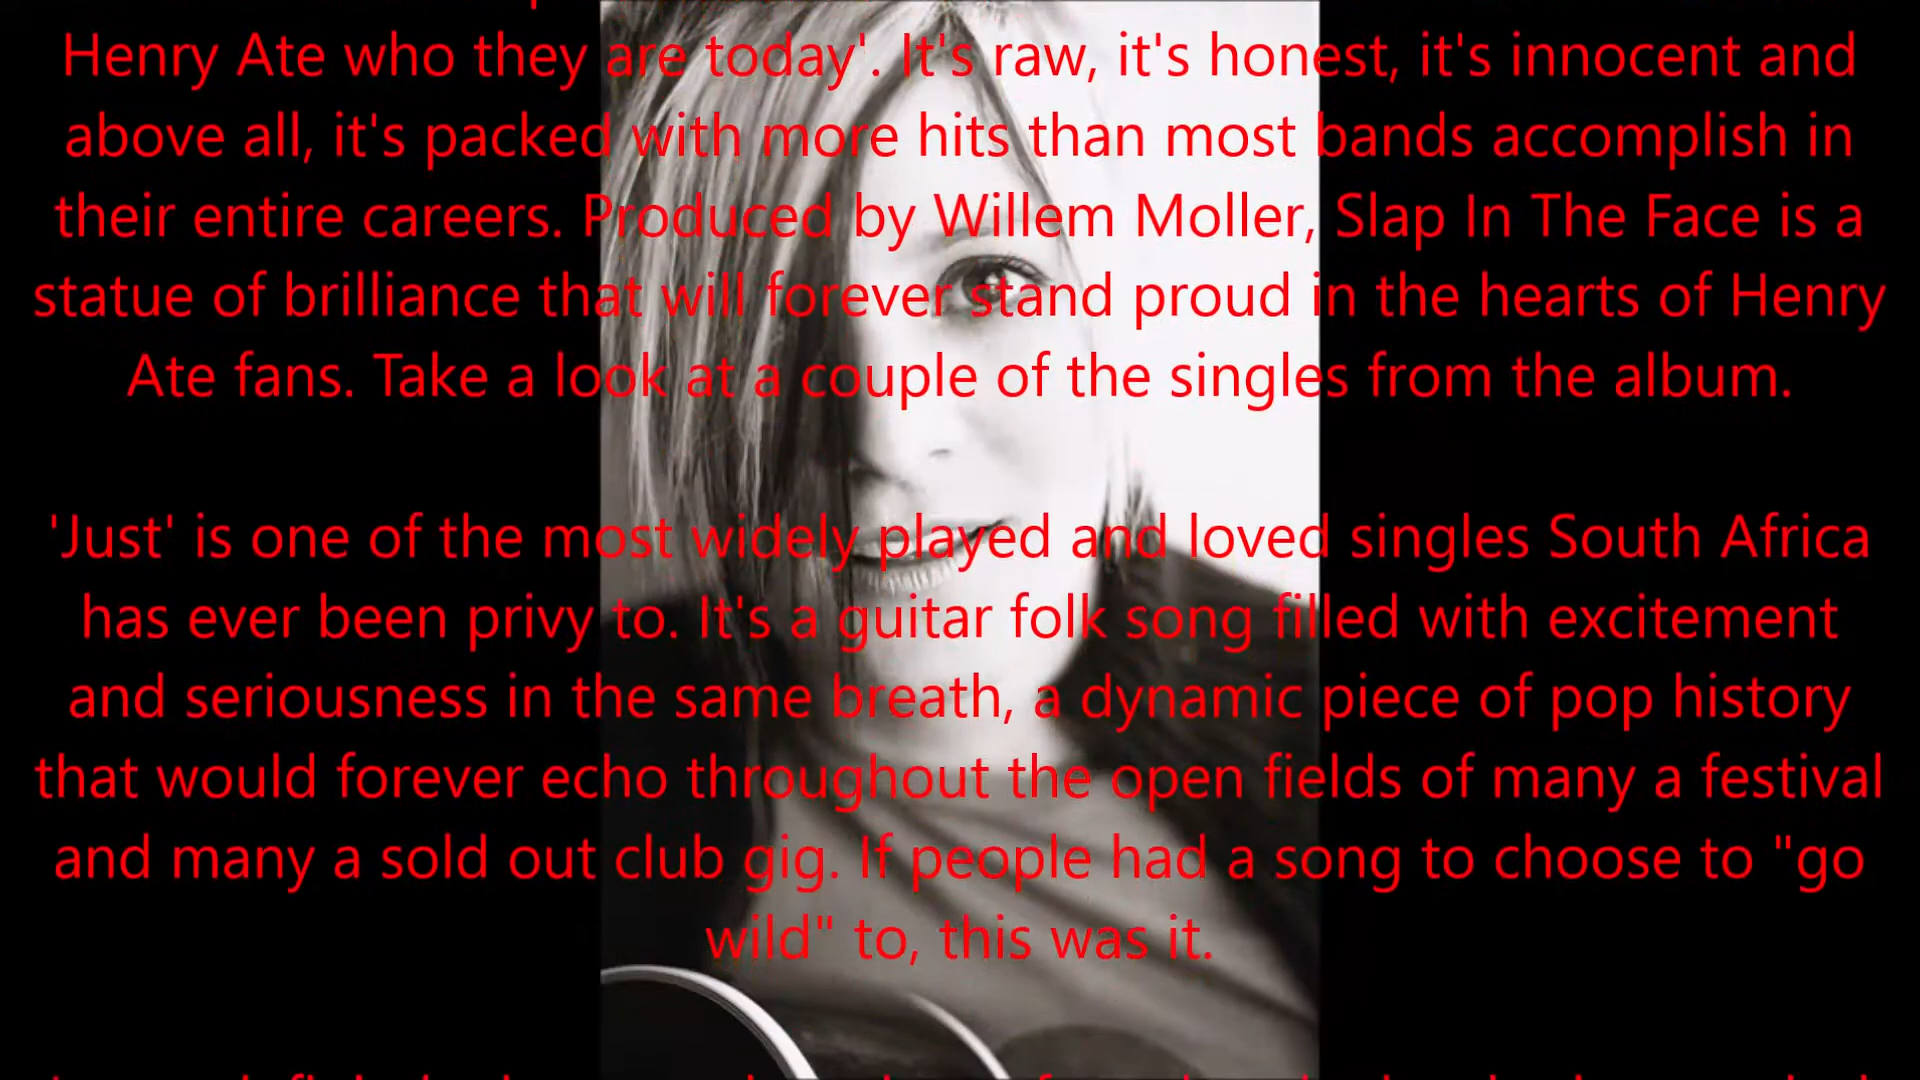 Henry Ate who they are today'. It's raw, it's honest, it's innocent and
above all, it's packed with more hits than most bands accomplish in
their entire careers. Produced by Willem Moller, Slap In The Face is a
statue of brilliance that will forever stand proud in the hearts of Henry
Ate fans. Take a look at a couple of the singles from the album.
'Just' is one of the most widely played and loved singles South Africa
has ever been privy to. It's a guitar folk song filled with excitement
and seriousness in the same breath, a dynamic piece of pop history
that would forever echo throughout the open fields of many a festival
and many a sold out club gig. If people had a song to choose to "go
wild" to, this was it.